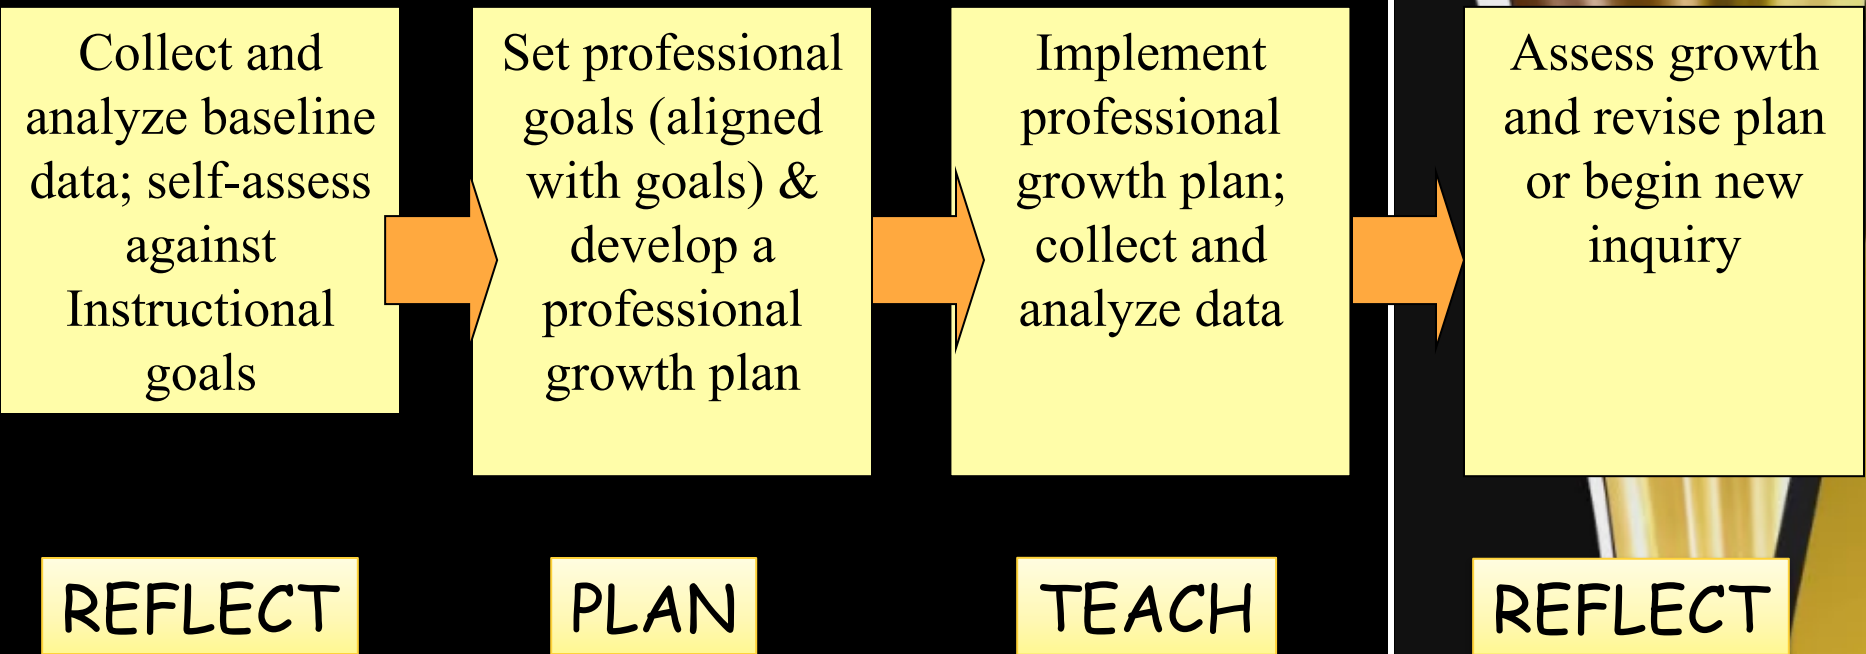 Collect and
analyze baseline
data; self-assess
against
Instructional
goals
Set professional
goals (aligned
with goals) &
develop a
professional
growth plan
Implement
professional
growth plan;
collect and
analyze data
Assess growth
and revise plan
or begin new
inquiry
REFLECT
PLAN
TEACH
REFLECT